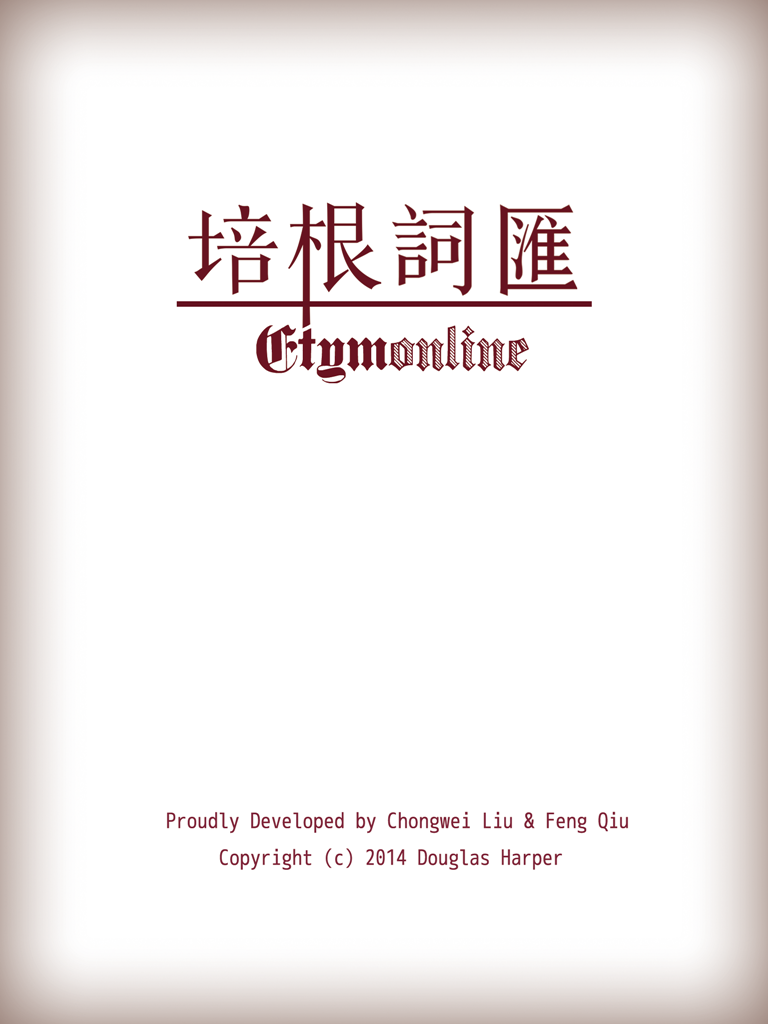 培根詞匯
Etymonline
Proudly Developed by Chongwei Liu & Feng Qiu
Copyright (c) 2014 Douglas Harper